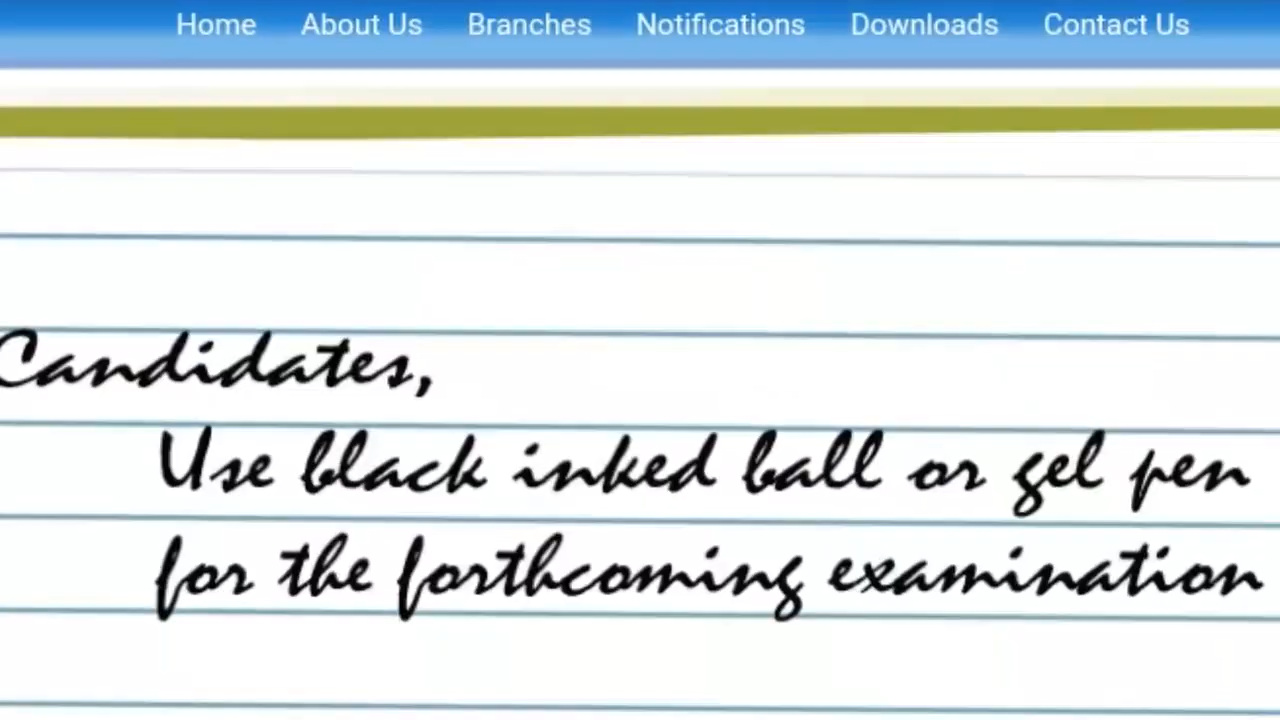 Home About Us Branches Notifications Downloads Contact Us
Candidates,
Use black inked ball or gel pen
for the forthcoming examination